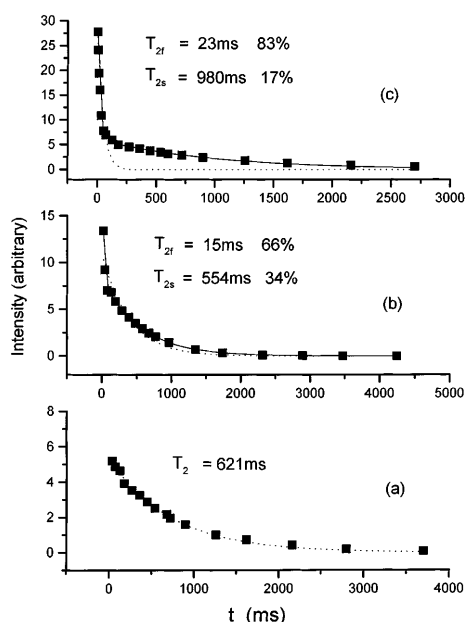 30
25
20
15
10
5
0
T2f = 23ms 83%
T2s = 980ms 17%
(c)
0 500 1000 1500 2000 2500 3000
Intensity (arbitrary)
15
10
5
0
T2f = 15ms 66%
T2s = 554ms 34%
(b)
0 1000 2000 3000 4000 5000
8
6
4
2
0
T2 = 621ms
(a)
0 1000 2000 3000 4000
t (ms)